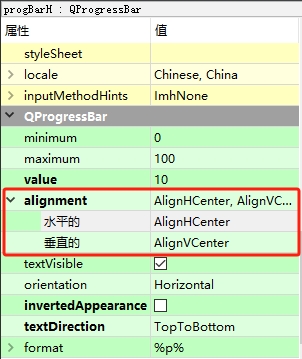 progBarH : QProgressBar
属性 值
styleSheet
locale Chinese, China
inputMethodHints ImhNone
QProgressBar
minimum 0
maximum 100
value 10
alignment AlignHCenter, AlignVC...
水平的 AlignHCenter
垂直的 AlignVCenter
textVisible
orientation Horizontal
invertedAppearance
textDirection TopToBottom
format %p%